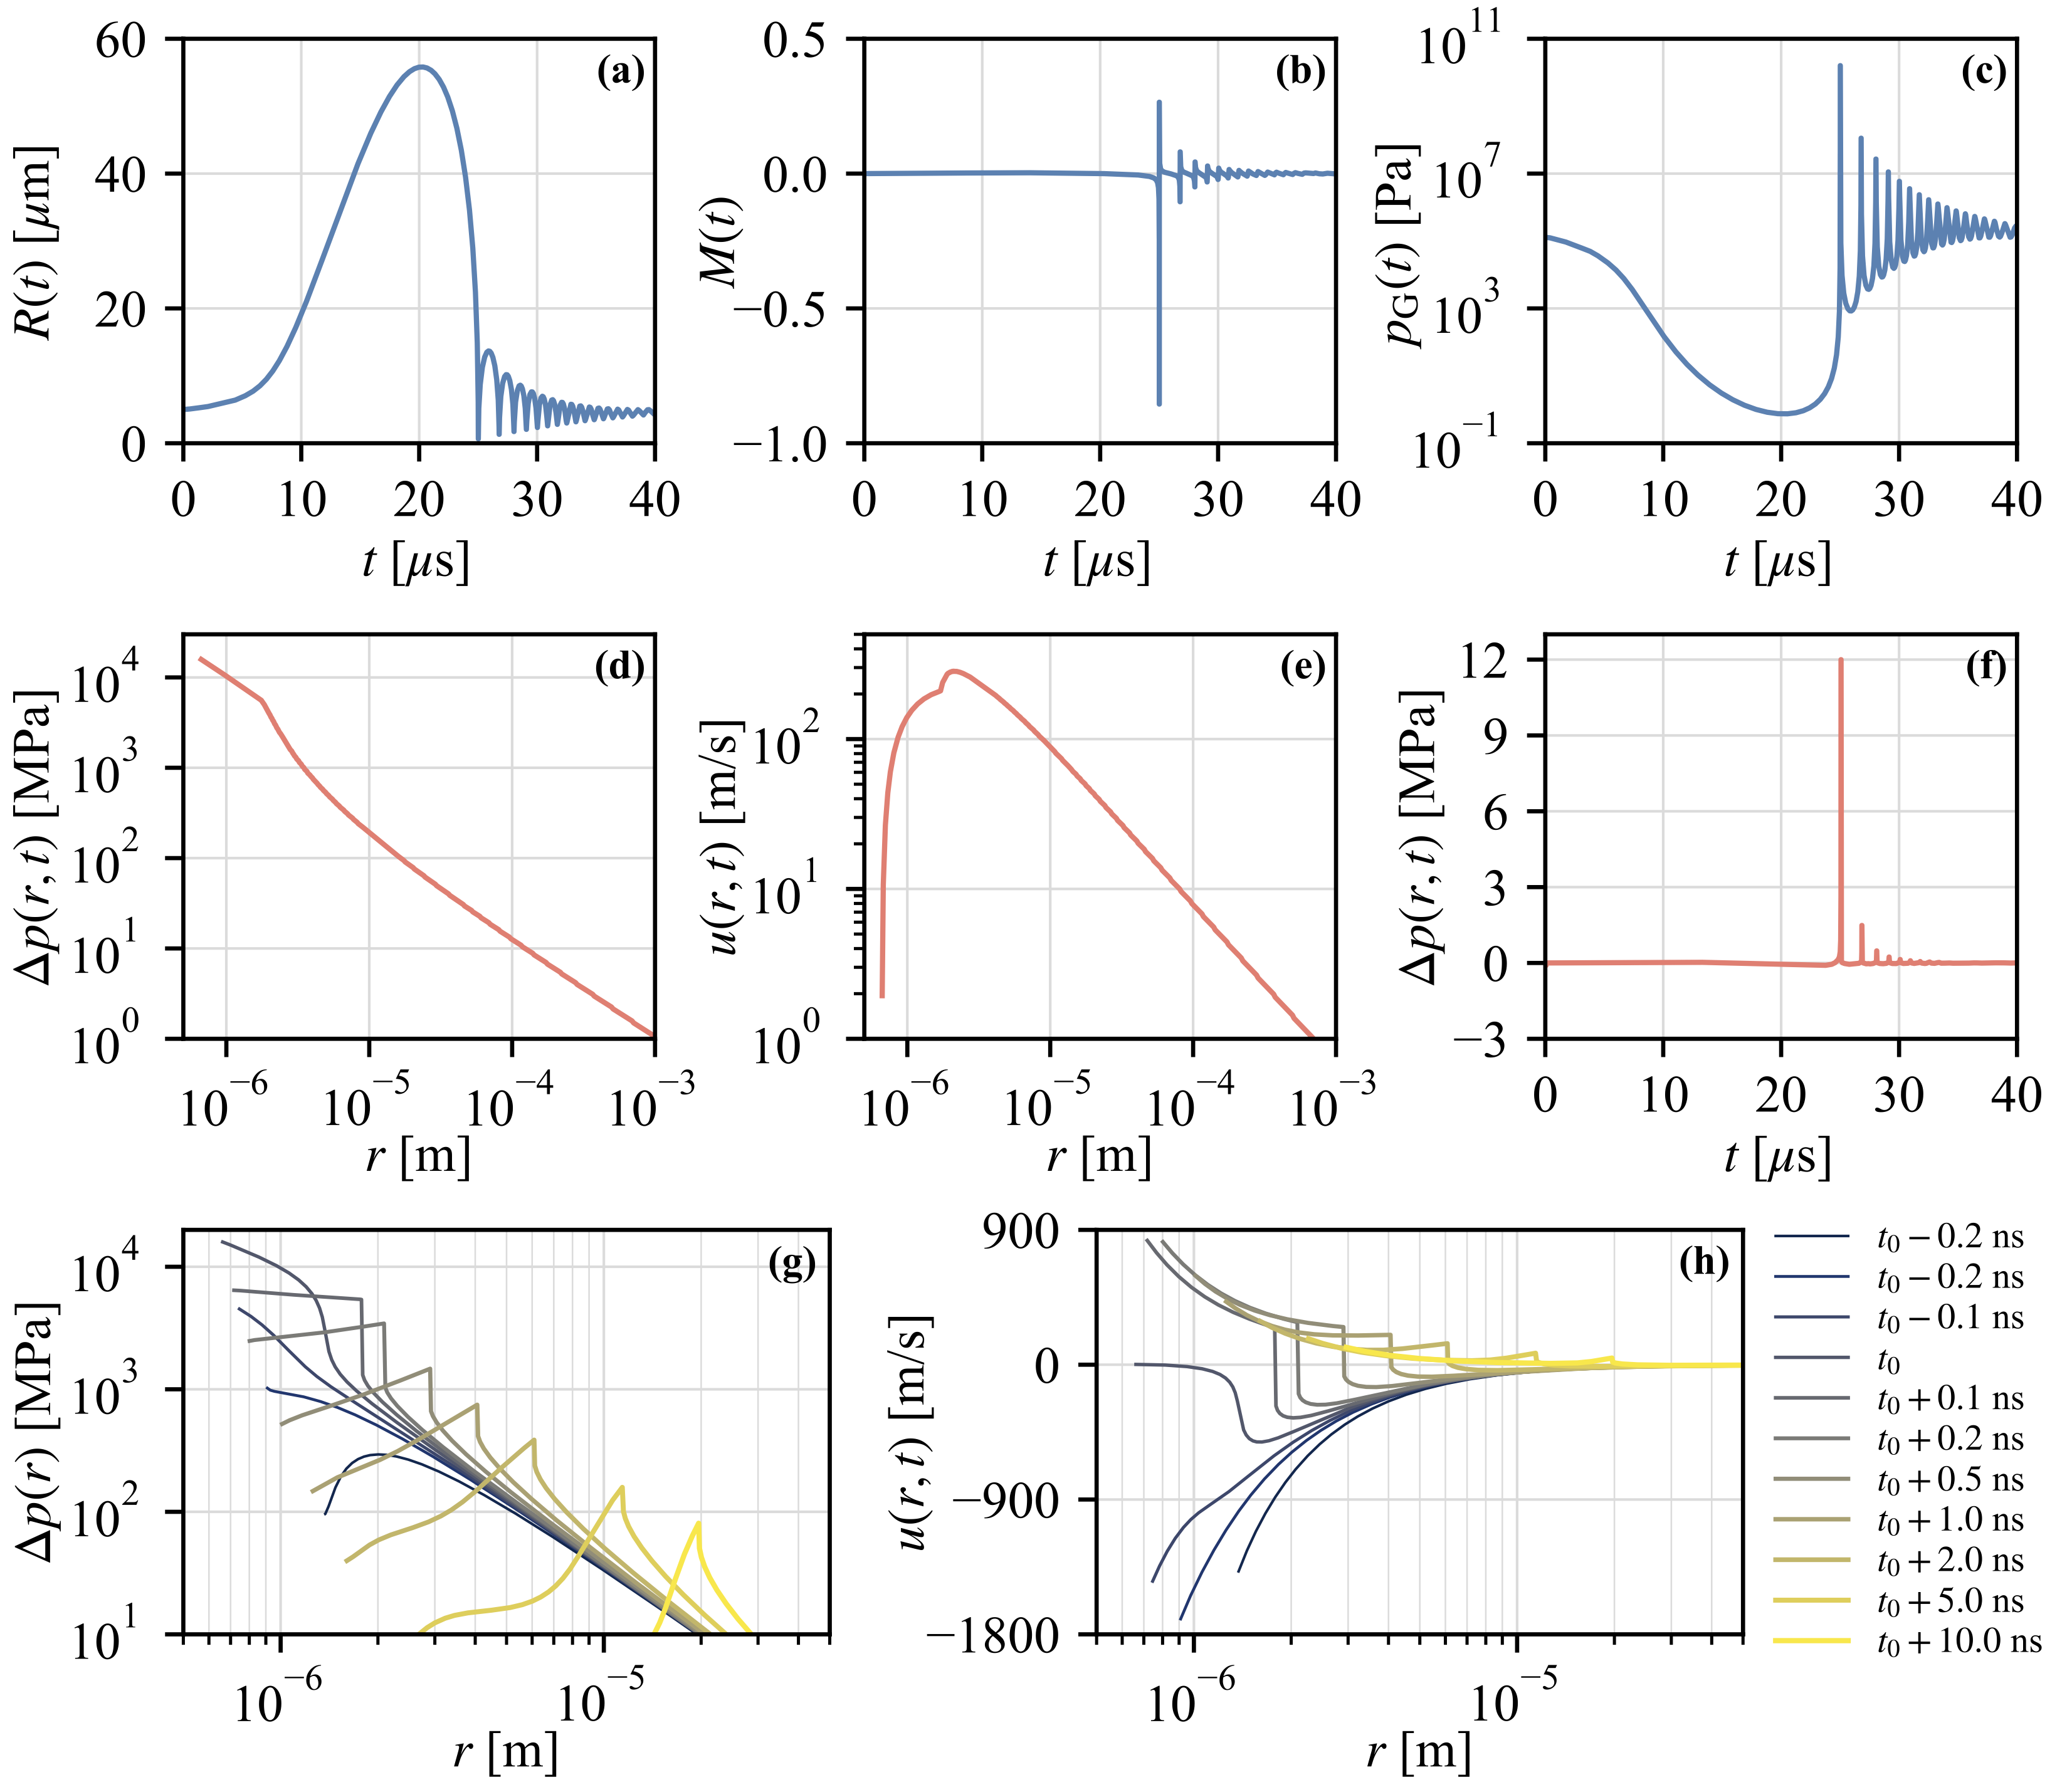 (a)
R(t) [μm]
60
40
20
0
0 10 20 30 40
t [μs]
(b)
M(t)
0.5
0.0
−0.5
−1.0
0 10 20 30 40
t [μs]
(c)
p_G(t) [Pa]
10^11
10^7
10^3
10^−1
0 10 20 30 40
t [μs]
(d)
Δp(r, t) [MPa]
10^4
10^3
10^2
10^1
10^0
10^−6 10^−5 10^−4 10^−3
r [m]
(e)
u(r, t) [m/s]
10^2
10^1
10^0
10^−6 10^−5 10^−4 10^−3
r [m]
(f)
Δp(r, t) [MPa]
12
9
6
3
0
−3
0 10 20 30 40
t [μs]
(g)
Δp(r) [MPa]
10^4
10^3
10^2
10^1
10^−6 10^−5
r [m]
(h)
u(r, t) [m/s]
900
0
−900
−1800
10^−6 10^−5
r [m]
t_0 − 0.2 ns
t_0 − 0.2 ns
t_0 − 0.1 ns
t_0
t_0 + 0.1 ns
t_0 + 0.2 ns
t_0 + 0.5 ns
t_0 + 1.0 ns
t_0 + 2.0 ns
t_0 + 5.0 ns
t_0 + 10.0 ns